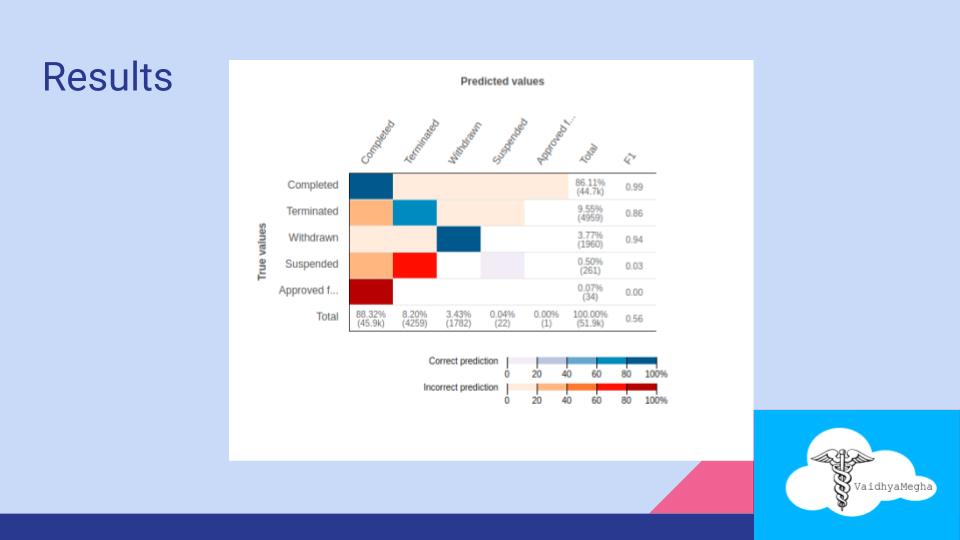 Results
Predicted values
Completed Terminated Withdrawn Suspended Approved f... Total F1
True values
Completed 86.11% (44.7k) 0.99
Terminated 9.55% (4959) 0.86
Withdrawn 3.77% (1960) 0.94
Suspended 0.50% (261) 0.03
Approved f... 0.07% (34) 0.00
Total 88.32% (45.9k) 8.20% (4259) 3.43% (1782) 0.04% (22) 0.00% (1) 100.00% (51.9k) 0.56
Correct prediction
0 20 40 60 80 100%
Incorrect prediction
0 20 40 60 80 100%
VaidhyaMegha